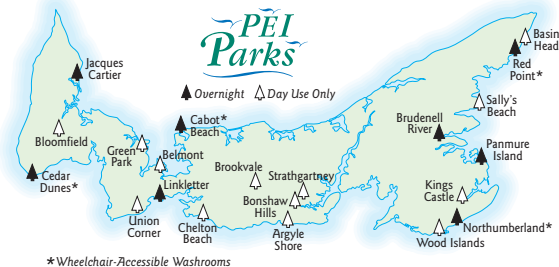 PEI
Parks
Overnight
Day Use Only
Basin
Head
Red
Point*
Jacques
Cartier
Sally's
Beach
Cabot*
Beach
Brudenell
River
Bloomfield
Green
Park
Belmont
Panmure
Island
Brookvale
Strathgartney
Cedar
Dunes*
Linkletter
Kings
Castle
Bonshaw
Hills
Union
Corner
Chelton
Beach
Argyle
Shore
Northumberland*
Wood Islands
*Wheelchair-Accessible Washrooms